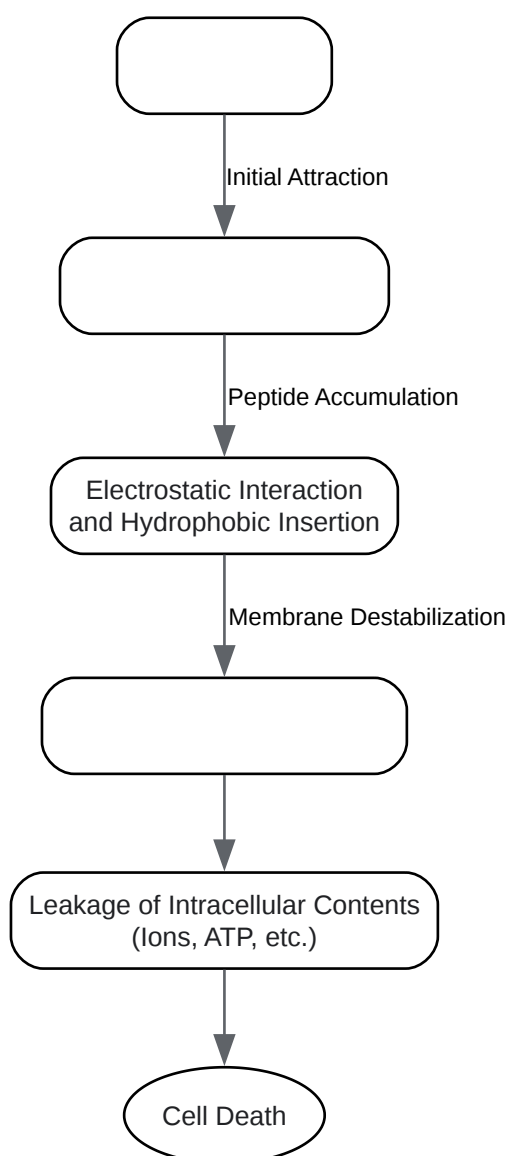 Initial Attraction
Peptide Accumulation
Electrostatic Interaction
and Hydrophobic Insertion
Membrane Destabilization
Leakage of Intracellular Contents
(Ions, ATP, etc.)
Cell Death